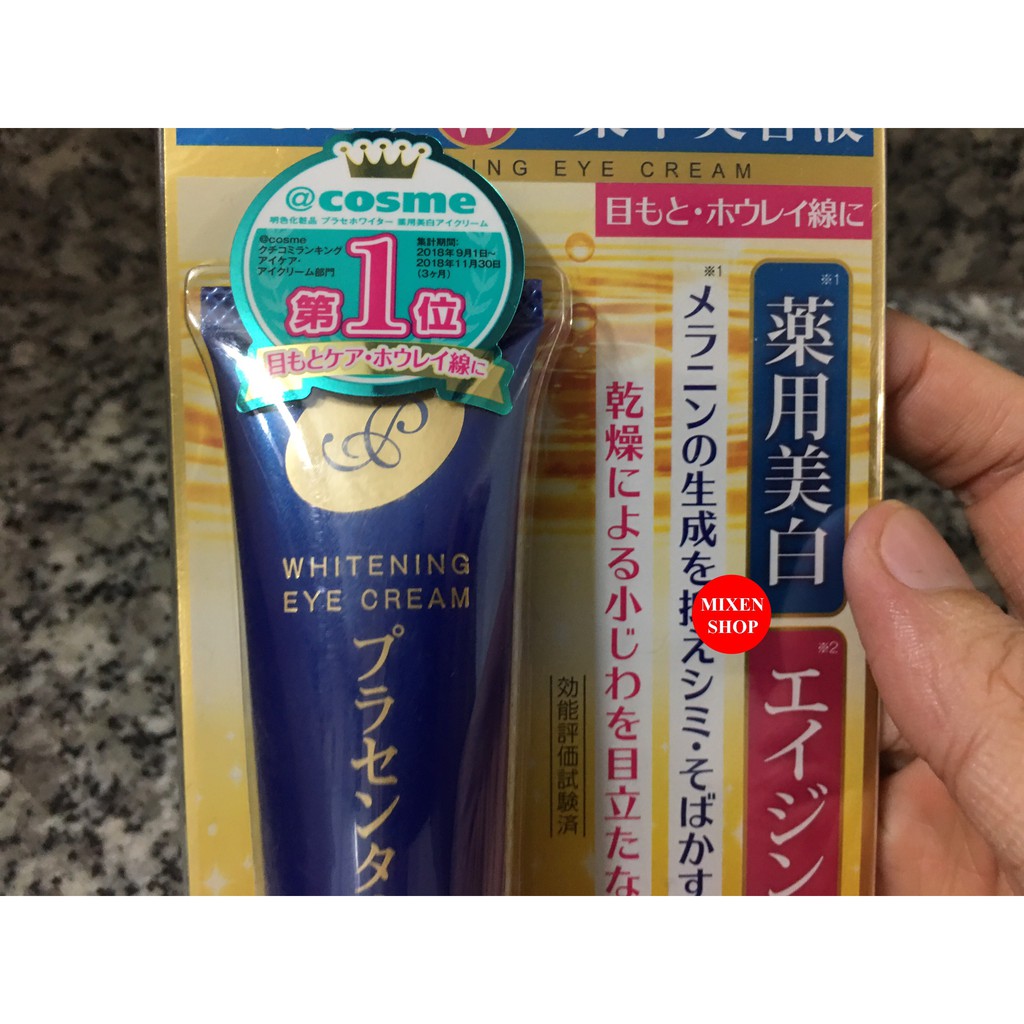 W
NING EYE CREAM
目もと・ホウレイ線に
@cosme
明色化粧品 プラセホワイター 薬用美白アイクリーム
@cosme
クチコミランキング
アイケア・
アイクリーム部門
集計期間:
2018年9月1日～
2018年11月30日
(3ヶ月)
第1位
目もとケア・ホウレイ線に
WHITENING
EYE CREAM
プラセンタ
※1
薬用美白
※2
エイジン
※1
メラニンの生成を抑えシミ・そばかす
乾燥による小じわを目立たな
効能評価試験済
MIXEN
SHOP